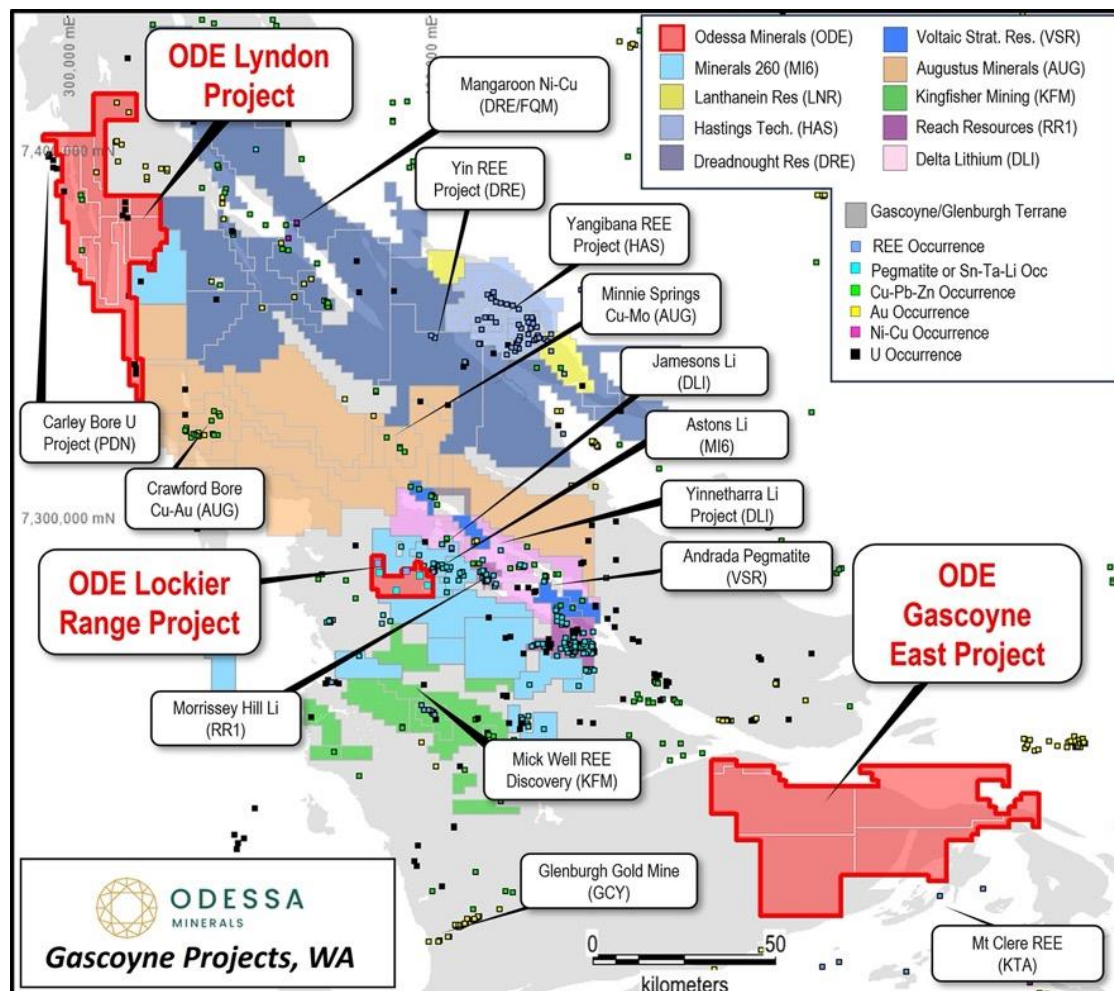 300,000 mE
mE
7,400,000 mN
7,300,000 mN
ODE Lyndon
Project
Mangaroon Ni-Cu
(DRE/FQM)
Yin REE
Project (DRE)
Yangibana REE
Project (HAS)
Minnie Springs
Cu-Mo (AUG)
Jamesons Li
(DLI)
Astons Li
(MI6)
Yinnetharra Li
Project (DLI)
Andrada Pegmatite
(VSR)
Carley Bore U
Project (PDN)
Crawford Bore
Cu-Au (AUG)
ODE Lockier
Range Project
ODE
Gascoyne
East Project
Morrissey Hill Li
(RR1)
Mick Well REE
Discovery (KFM)
Glenburgh Gold Mine
(GCY)
Mt Clere REE
(KTA)
Odessa Minerals (ODE)
Minerals 260 (MI6)
Lanthanein Res (LNR)
Hastings Tech. (HAS)
Dreadnought Res (DRE)
Voltaic Strat. Res. (VSR)
Augustus Minerals (AUG)
Kingfisher Mining (KFM)
Reach Resources (RR1)
Delta Lithium (DLI)
Gascoyne/Glenburgh Terrane
REE Occurrence
Pegmatite or Sn-Ta-Li Occ
Cu-Pb-Zn Occurrence
Au Occurrence
Ni-Cu Occurrence
U Occurrence
ODESSA
MINERALS
Gascoyne Projects, WA
0 50
kilometers